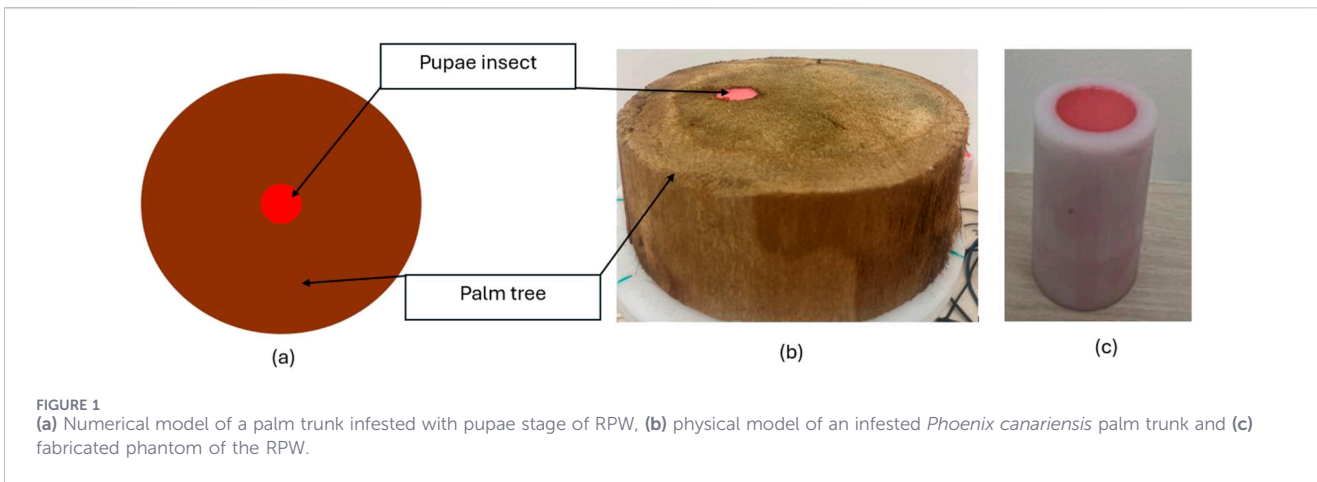 Pupae insect
Palm tree
(a)
(b)
(c)
FIGURE 1
(a) Numerical model of a palm trunk infested with pupae stage of RPW, (b) physical model of an infested Phoenix canariensis palm trunk and (c)
fabricated phantom of the RPW.